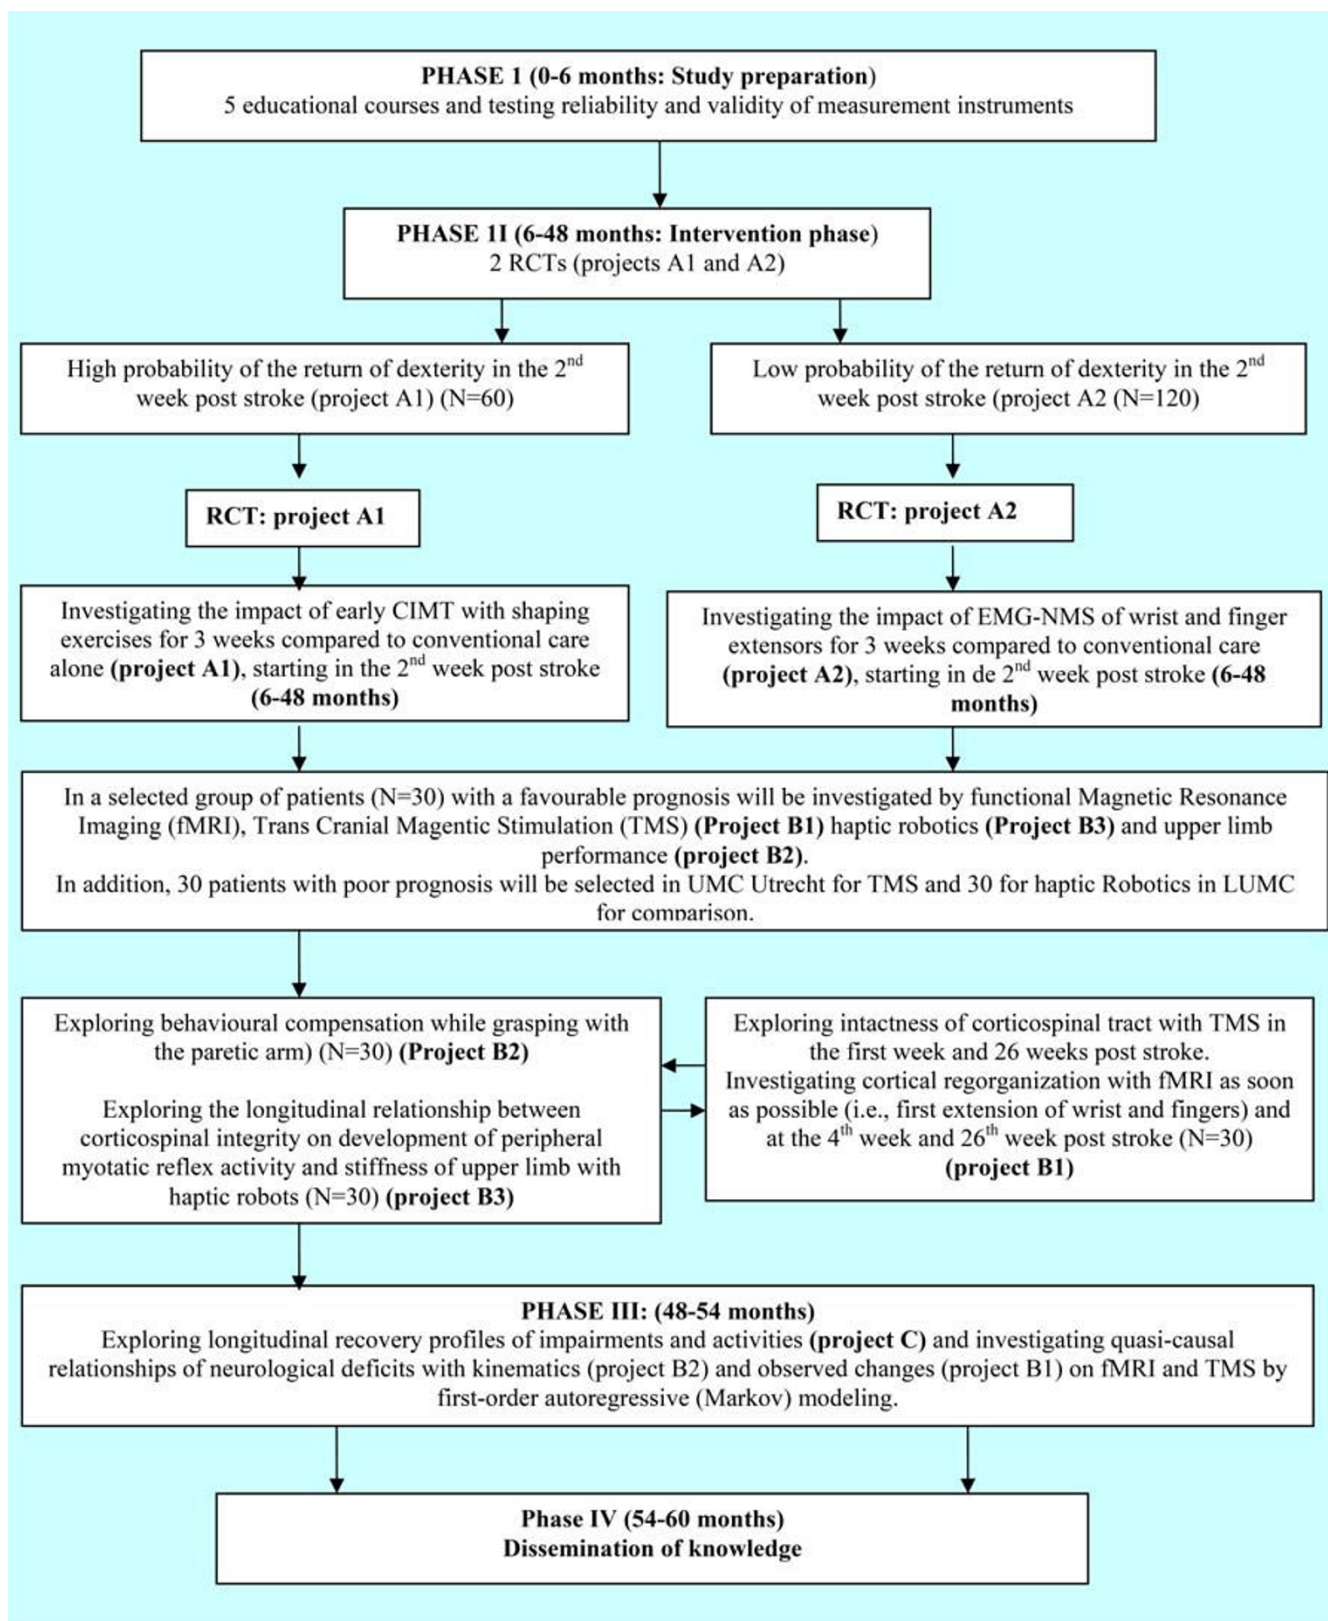 PHASE 1 (0-6 months: Study preparation)
5 educational courses and testing reliability and validity of measurement instruments
PHASE 1I (6-48 months: Intervention phase)
2 RCTs (projects A1 and A2)
High probability of the return of dexterity in the 2nd
week post stroke (project A1) (N=60)
Low probability of the return of dexterity in the 2nd
week post stroke (project A2 (N=120)
RCT: project A1
RCT: project A2
Investigating the impact of early CIMT with shaping
exercises for 3 weeks compared to conventional care
alone (project A1), starting in the 2nd week post stroke
(6-48 months)
Investigating the impact of EMG-NMS of wrist and finger
extensors for 3 weeks compared to conventional care
(project A2), starting in de 2nd week post stroke (6-48
months)
In a selected group of patients (N=30) with a favourable prognosis will be investigated by functional Magnetic Resonance
Imaging (fMRI), Trans Cranial Magentic Stimulation (TMS) (Project B1) haptic robotics (Project B3) and upper limb
performance (project B2).
In addition, 30 patients with poor prognosis will be selected in UMC Utrecht for TMS and 30 for haptic Robotics in LUMC
for comparison.
Exploring behavioural compensation while grasping with
the paretic arm) (N=30) (Project B2)
Exploring the longitudinal relationship between
corticospinal integrity on development of peripheral
myotatic reflex activity and stiffness of upper limb with
haptic robots (N=30) (project B3)
Exploring intactness of corticospinal tract with TMS in
the first week and 26 weeks post stroke.
Investigating cortical regorganization with fMRI as soon
as possible (i.e., first extension of wrist and fingers) and
at the 4th week and 26th week post stroke (N=30)
(project B1)
PHASE III: (48-54 months)
Exploring longitudinal recovery profiles of impairments and activities (project C) and investigating quasi-causal
relationships of neurological deficits with kinematics (project B2) and observed changes (project B1) on fMRI and TMS by
first-order autoregressive (Markov) modeling.
Phase IV (54-60 months)
Dissemination of knowledge